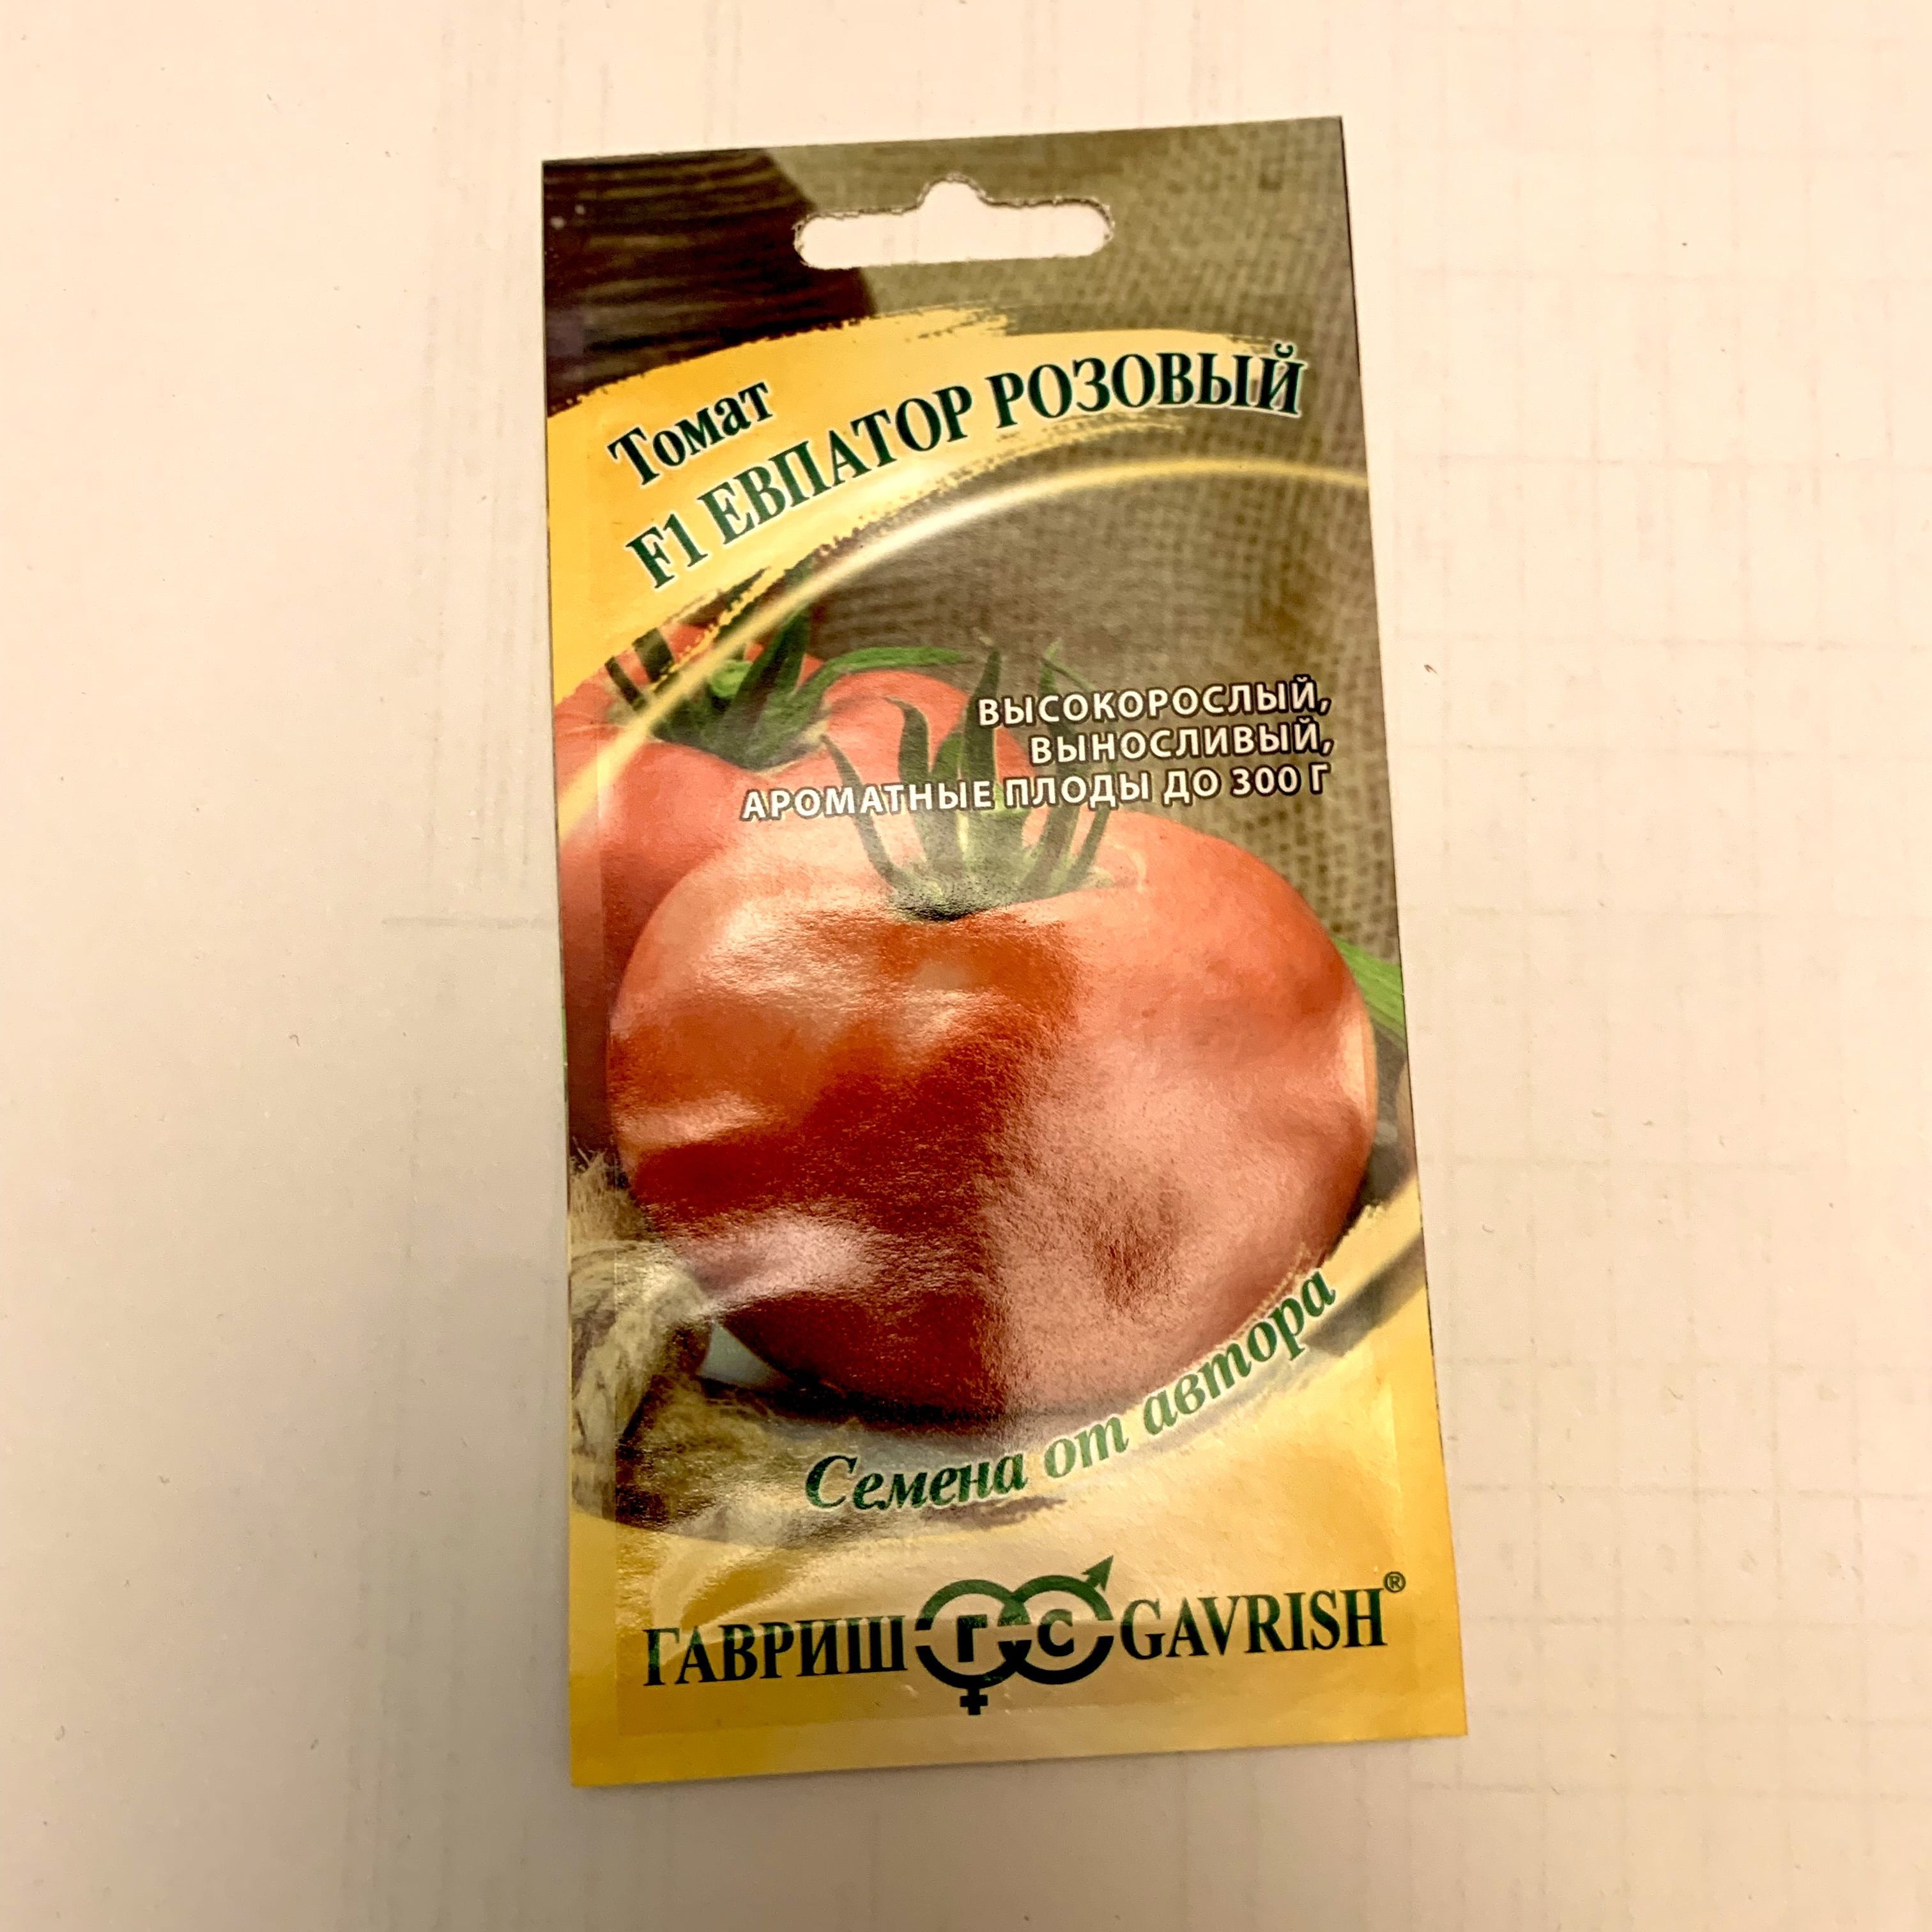 Томат
F1 ЕВПАТОР РОЗОВЫЙ
ВЫСОКОРОСЛЫЙ,
ВЫНОСЛИВЫЙ,
АРОМАТНЫЕ ПЛОДЫ ДО 300 Г
Семена от автора
ГАВРИШ ГС GAVRISH®